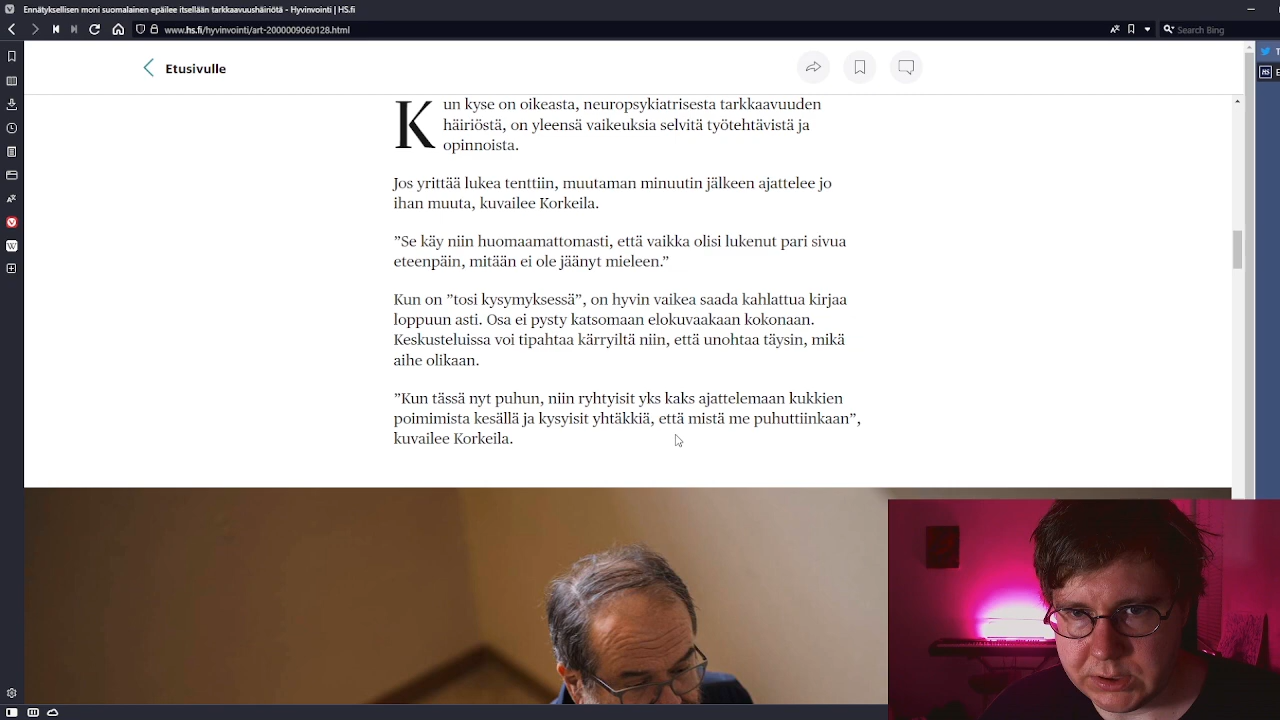 Ennätyksellisen moni suomalainen epäilee itsellään tarkkaavuushäiriötä - Hyvinvointi | HS.fi
www.hs.fi/hyvinvointi/art-2000009060128.html
Search Bing
Etusivulle
Kun kyse on oikeasta, neuropsykiatrisesta tarkkaavuuden
häiriöstä, on yleensä vaikeuksia selvitä työtehtävistä ja
opinnoista.
Jos yrittää lukea tenttiin, muutaman minuutin jälkeen ajattelee jo
ihan muuta, kuvailee Korkeila.
”Se käy niin huomaamattomasti, että vaikka olisi lukenut pari sivua
eteenpäin, mitään ei ole jäänyt mieleen.”
Kun on ”tosi kysymyksessä”, on hyvin vaikea saada kahlattua kirjaa
loppuun asti. Osa ei pysty katsomaan elokuvaakaan kokonaan.
Keskusteluissa voi tipahtaa kärryiltä niin, että unohtaa täysin, mikä
aihe olikaan.
”Kun tässä nyt puhun, niin ryhtyisit yks kaks ajattelemaan kukkien
poimimista kesällä ja kysyisit yhtäkkiä, että mistä me puhuttiinkaan”,
kuvailee Korkeila.